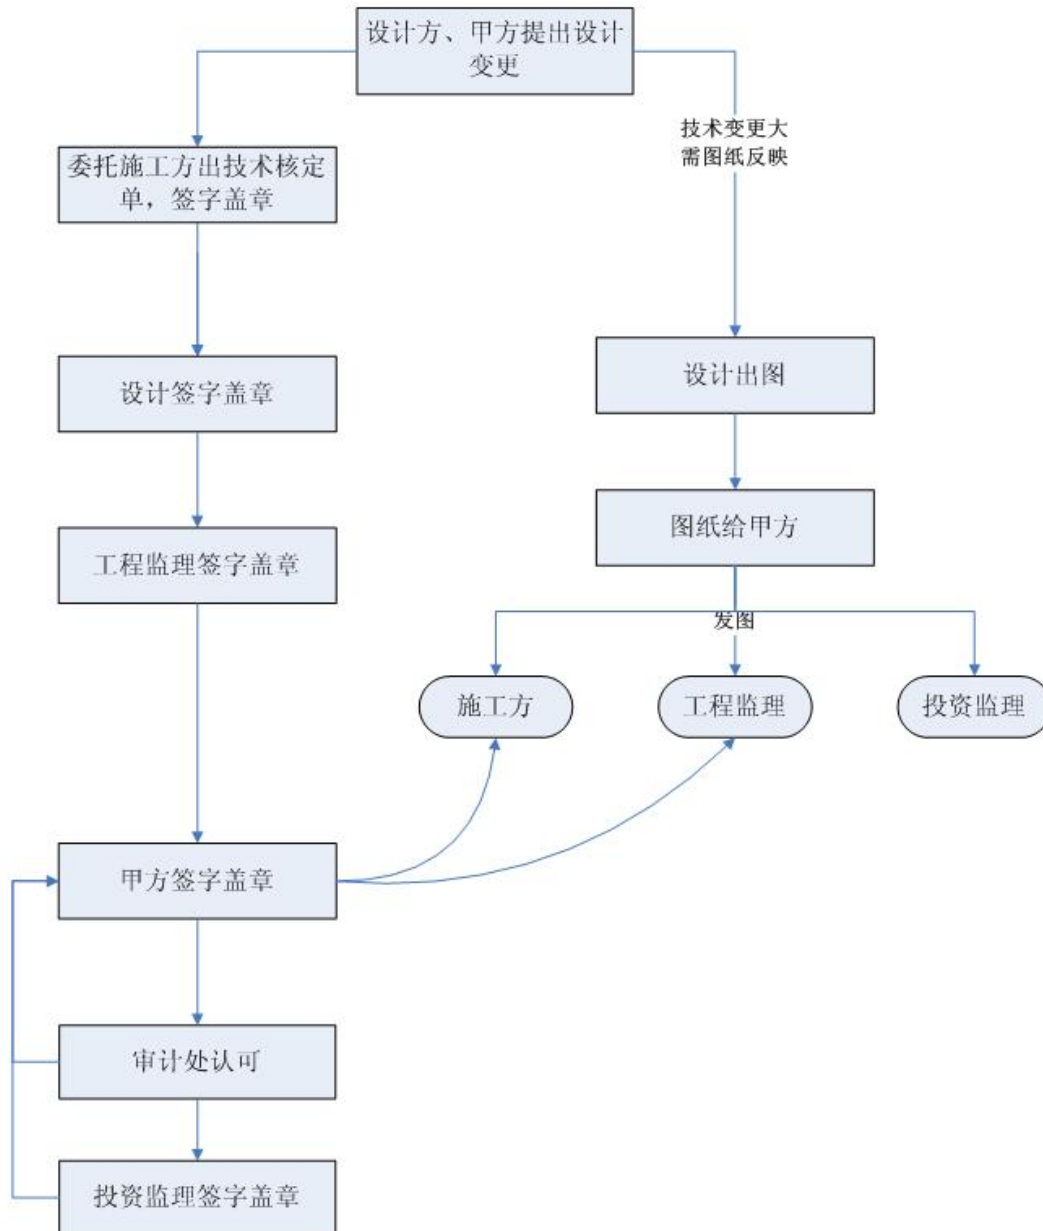 设计方、甲方提出设计
变更
技术变更大
需图纸反映
委托施工方出技术核定
单，签字盖章
设计签字盖章
设计出图
图纸给甲方
工程监理签字盖章
发图
施工方
工程监理
投资监理
甲方签字盖章
审计处认可
投资监理签字盖章